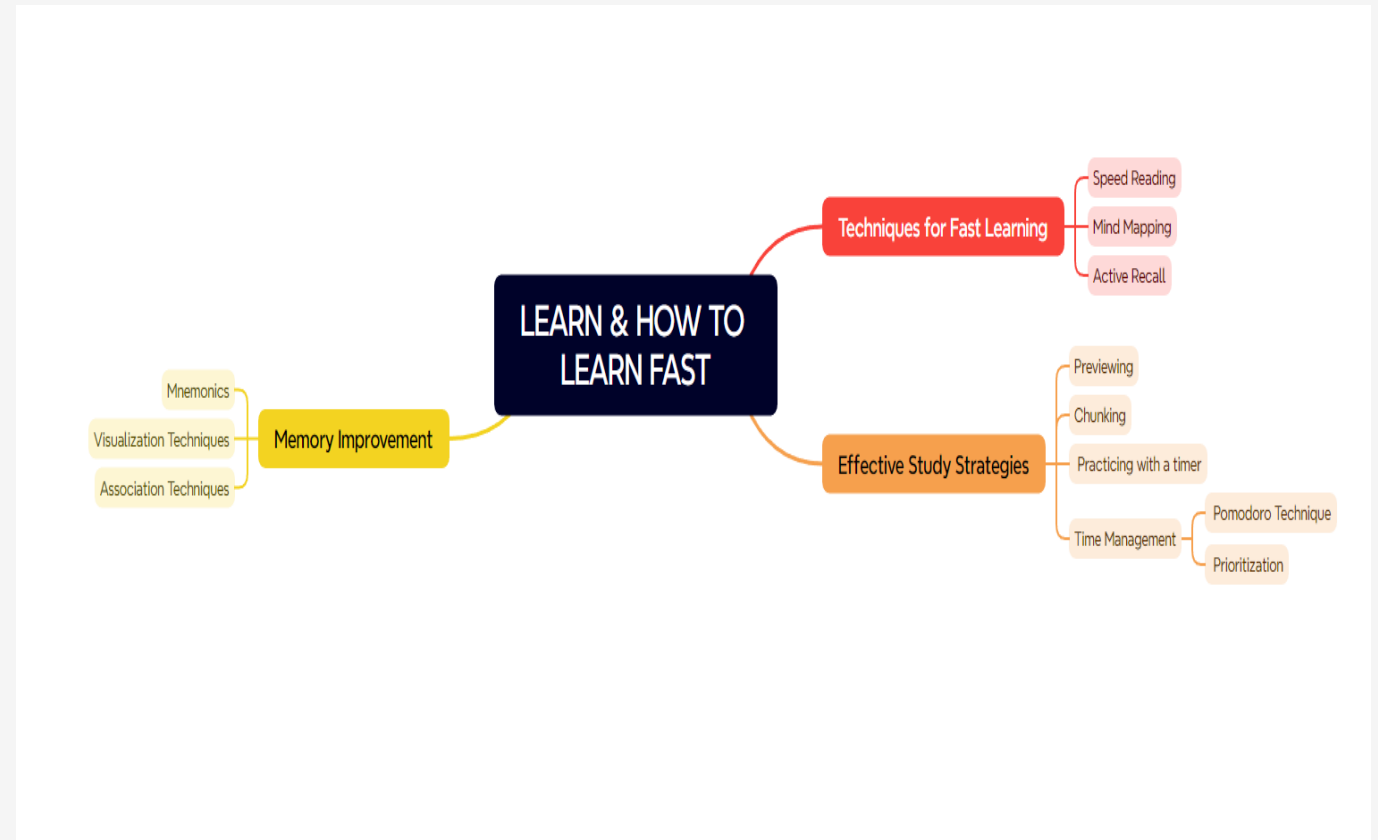 LEARN & HOW TO
LEARN FAST
Techniques for Fast Learning
Speed Reading
Mind Mapping
Active Recall
Effective Study Strategies
Previewing
Chunking
Practicing with a timer
Time Management
Pomodoro Technique
Prioritization
Memory Improvement
Mnemonics
Visualization Techniques
Association Techniques